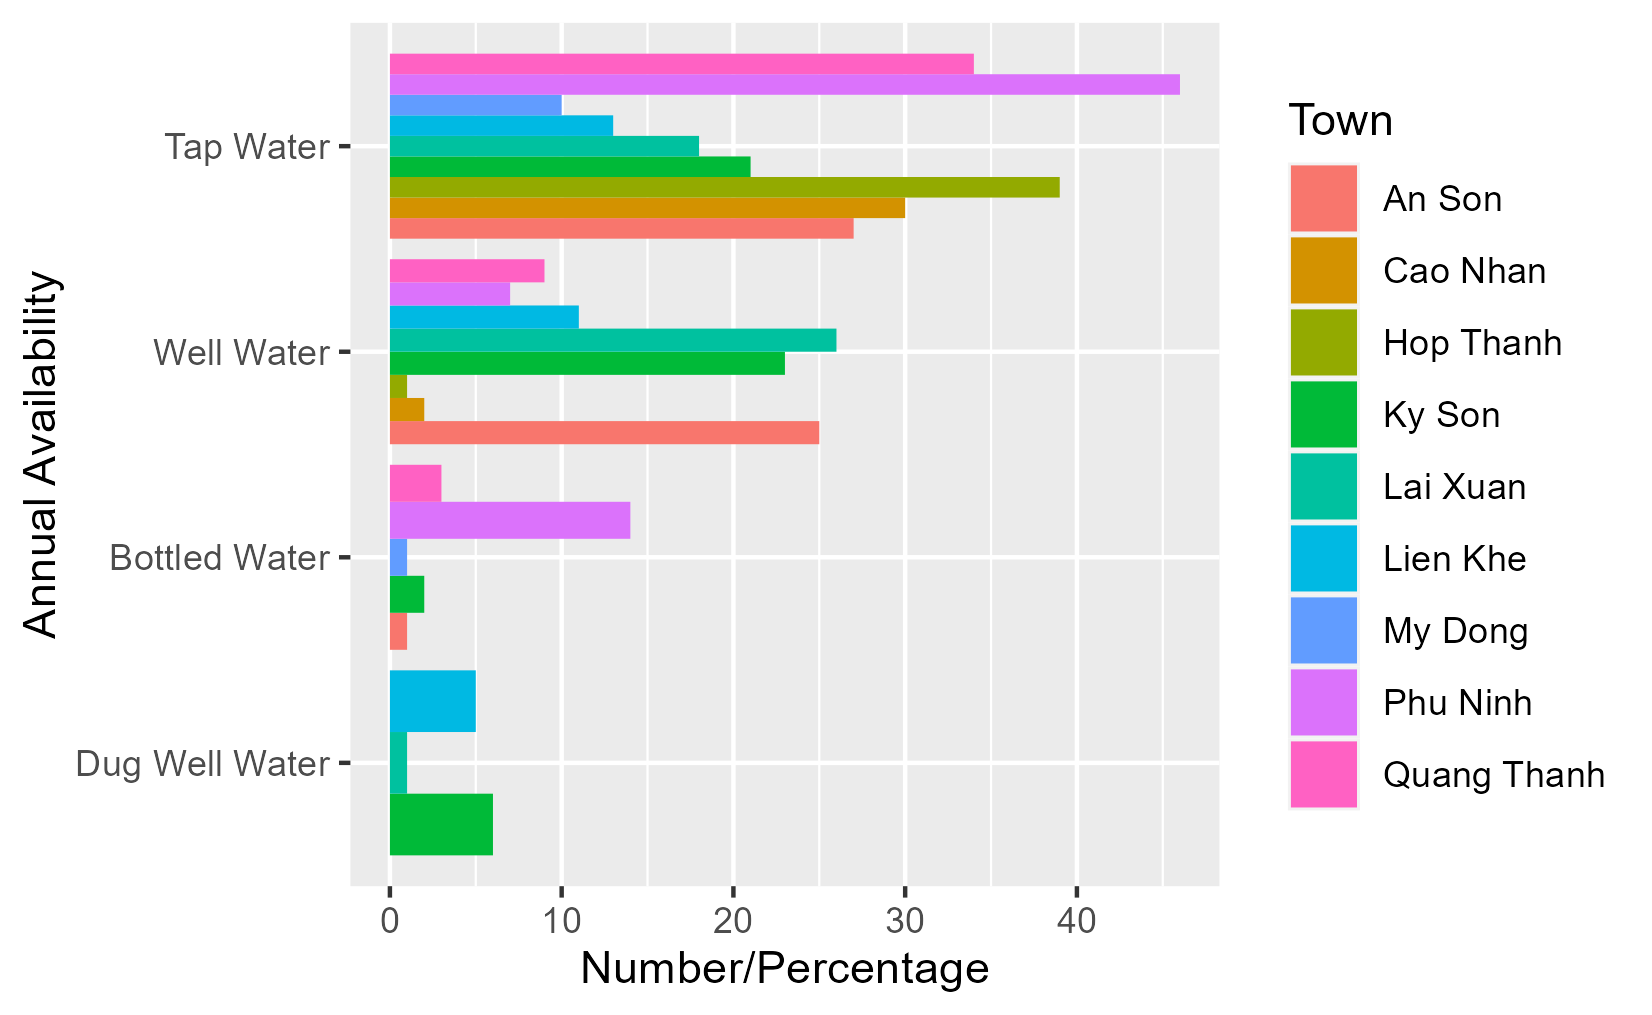 Annual Availability
Tap Water
Well Water
Bottled Water
Dug Well Water
0 10 20 30 40
Number/Percentage
Town
An Son
Cao Nhan
Hop Thanh
Ky Son
Lai Xuan
Lien Khe
My Dong
Phu Ninh
Quang Thanh